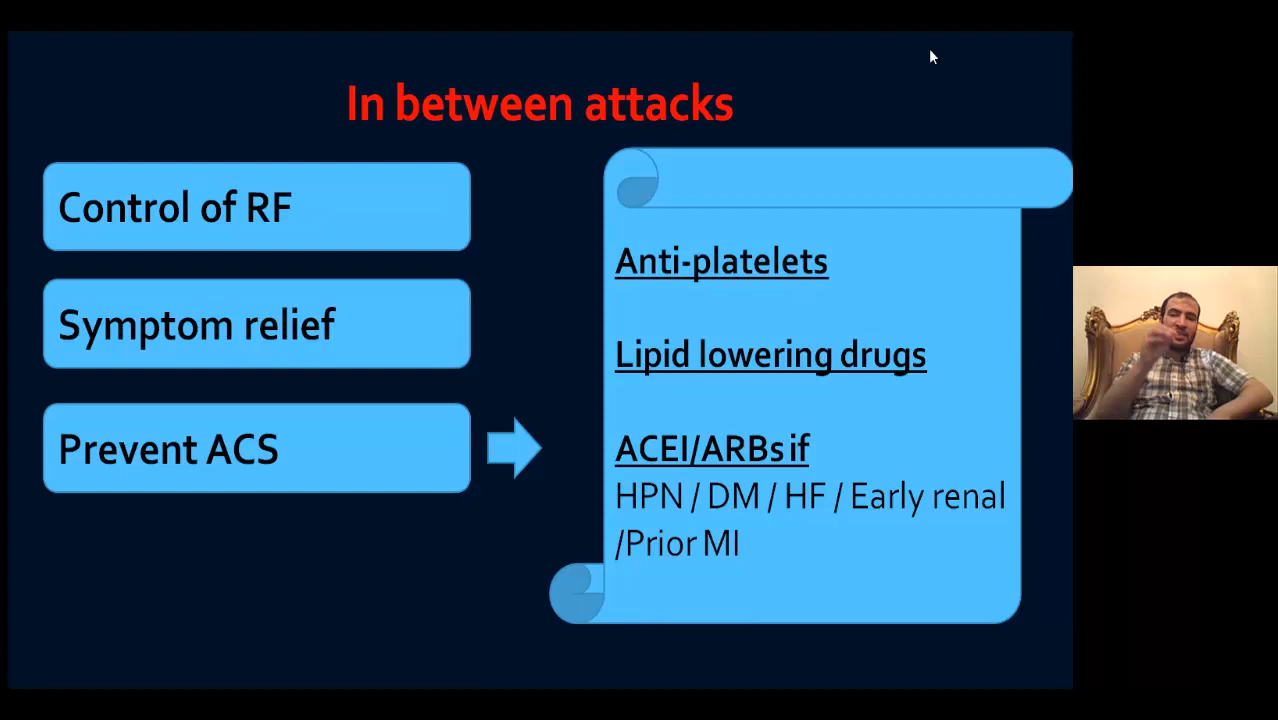 In between attacks
Control of RF
Symptom relief
Prevent ACS
Anti-platelets
Lipid lowering drugs
ACEI/ARBs if
HPN / DM / HF / Early renal
/Prior MI